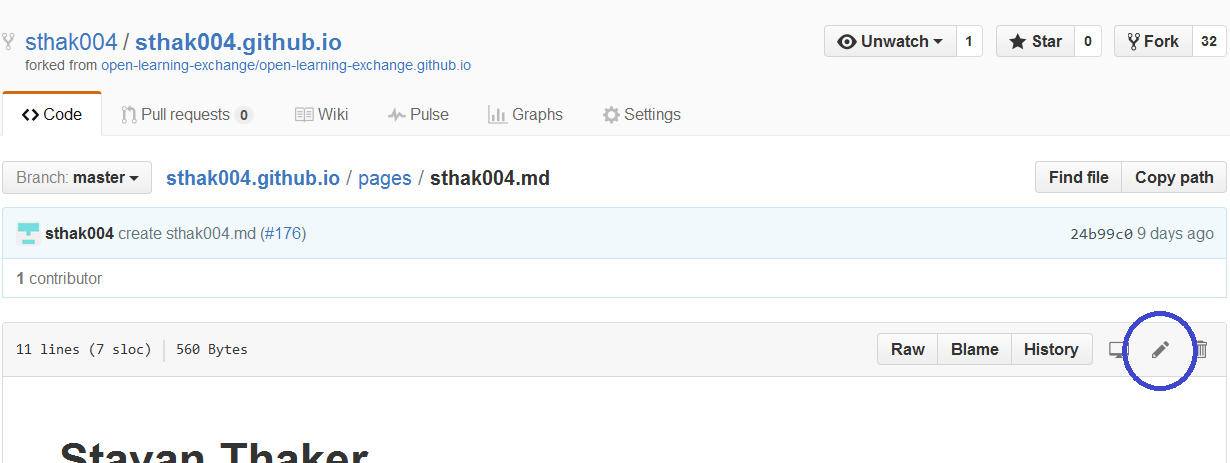 sthak004 / sthak004.github.io
Unwatch 1
Star 0
Fork 32
forked from open-learning-exchange/open-learning-exchange.github.io
Code
Pull requests 0
Wiki
Pulse
Graphs
Settings
Branch: master
sthak004.github.io / pages / sthak004.md
Find file
Copy path
sthak004 create sthak004.md (#176)
24b99c0 9 days ago
1 contributor
11 lines (7 sloc) 560 Bytes
Raw
Blame
History
Stavan Thaker